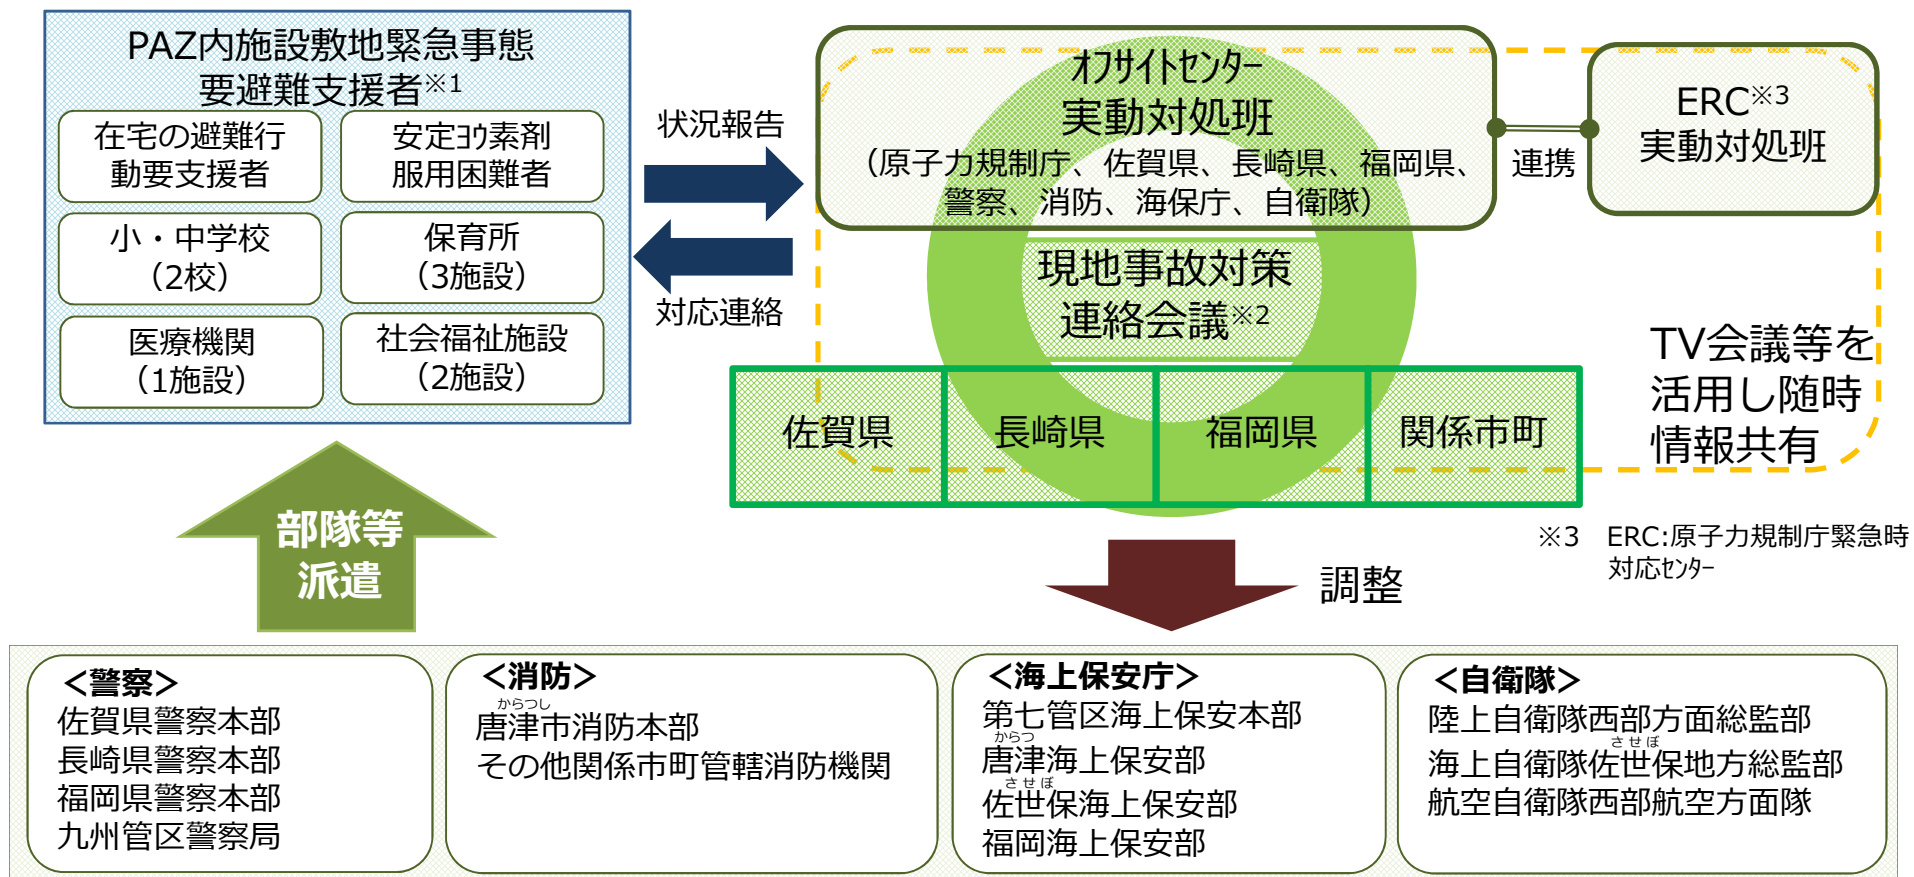 PAZ内施設敷地緊急事態
要避難支援者※1
在宅の避難行
動要支援者
安定ﾖｳ素剤
服用困難者
小・中学校
(2校)
保育所
(3施設)
医療機関
(1施設)
社会福祉施設
(2施設)
状況報告
対応連絡
ｵﾌｻｲﾄｾﾝﾀｰ
実動対処班
(原子力規制庁、佐賀県、長崎県、福岡県、
警察、消防、海保庁、自衛隊)
連携
ERC※3
実動対処班
現地事故対策
連絡会議※2
佐賀県
長崎県
福岡県
関係市町
TV会議等を
活用し随時
情報共有
※3　ERC:原子力規制庁緊急時
対応ｾﾝﾀｰ
部隊等
派遣
調整
<警察>
佐賀県警察本部
長崎県警察本部
福岡県警察本部
九州管区警察局
<消防>
からつし
唐津市消防本部
その他関係市町管轄消防機関
<海上保安庁>
第七管区海上保安本部
からつ
唐津海上保安部
させぼ
佐世保海上保安部
福岡海上保安部
<自衛隊>
陸上自衛隊西部方面総監部
させぼ
海上自衛隊佐世保地方総監部
航空自衛隊西部航空方面隊